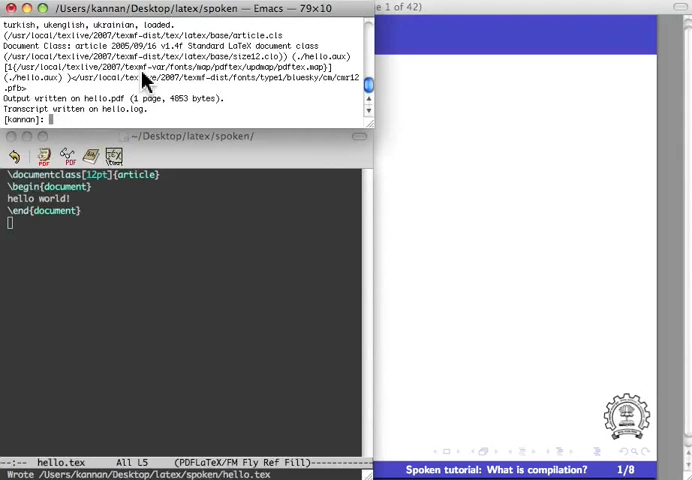 /Users/kannan/Desktop/latex/spoken — Emacs — 79×10
turkish, ukenglish, ukrainian, loaded.
(/usr/local/texlive/2007/texmf-dist/tex/latex/base/article.cls
Document Class: article 2005/09/16 v1.4f Standard LaTeX document class
(/usr/local/texlive/2007/texmf-dist/tex/latex/base/size12.clo)) (./hello.aux)
[1{/usr/local/texlive/2007/texmf-var/fonts/map/pdftex/updmap/pdftex.map}]
(./hello.aux) )</usr/local/tex ve/2007/texmf-dist/fonts/type1/bluesky/cm/cmr12
.pfb>
Output written on hello.pdf (1 page, 4853 bytes).
Transcript written on hello.log.
[kannan]:
~/Desktop/latex/spoken/
\documentclass[12pt]{article}
\begin{document}
hello world!
\end{document}
--:-- hello.tex All L5 (PDFLaTeX/FM Fly Ref Fill)
Wrote /Users/kannan/Desktop/latex/spoken/hello.tex
1 of 42)
Spoken tutorial: What is compilation? 1/8